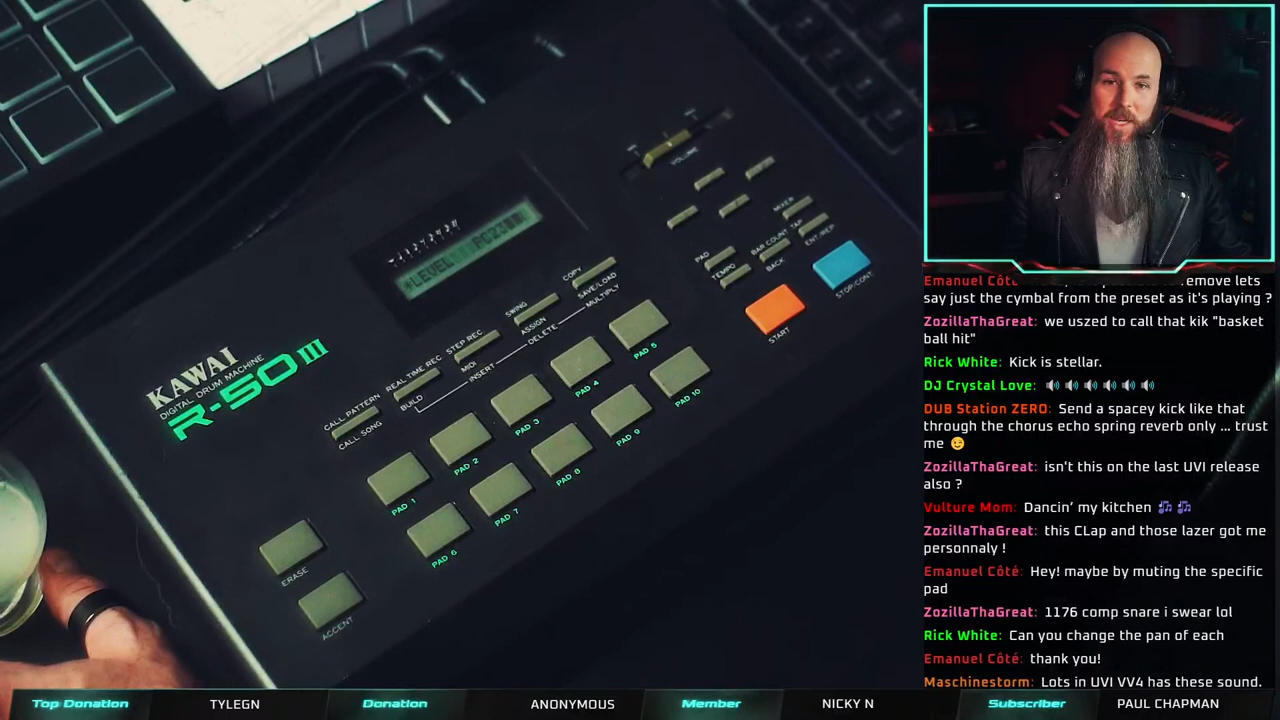 KAWAI
DIGITAL DRUM MACHINE
R-50 III
*LEVEL
VOLUME
MIXER
BAR COUNT TAP
ENT/REP
PAD
TEMPO
BACK
STOP/CONT.
START
COPY
SAVE/LOAD
MULTIPLY
SWING
ASSIGN
DELETE
STEP REC
MIDI
INSERT
REAL TIME REC
BUILD
CALL PATTERN
CALL SONG
PAD 1
PAD 2
PAD 3
PAD 4
PAD 5
PAD 6
PAD 7
PAD 8
PAD 9
PAD 10
ERASE
ACCENT
Emanuel Côté remove lets
say just the cymbal from the preset as it's playing ?
ZozillaThaGreat: we uszed to call that kik "basket
ball hit"
Rick White: Kick is stellar.
DJ Crystal Love: 🔊 🔊 🔊 🔊 🔊 🔊
DUB Station ZERO: Send a spacey kick like that
through the chorus echo spring reverb only ... trust
me 😉
ZozillaThaGreat: isn't this on the last UVI release
also ?
Vulture Mom: Dancin’ my kitchen 🎶 🎶
ZozillaThaGreat: this CLap and those lazer got me
personnaly !
Emanuel Côté: Hey! maybe by muting the specific
pad
ZozillaThaGreat: 1176 comp snare i swear lol
Rick White: Can you change the pan of each
Emanuel Côté: thank you!
Maschinestorm: Lots in UVI VV4 has these sound.
Top Donation TYLEGN Donation ANONYMOUS Member NICKY N Subscriber PAUL CHAPMAN